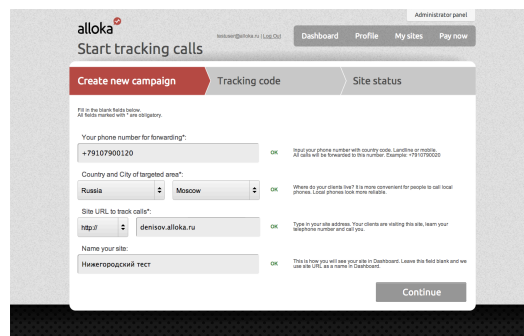 Administrator panel
alloka
testuser@alloka.ru | Log Out
Dashboard Profile My sites Pay now
Start tracking calls
Create new campaign Tracking code Site status
Fill in the blank fields below.
All fields marked with * are obligatory.
Your phone number for forwarding*:
+79107900120 OK
Input your phone number with country code. Landline or mobile.
All calls will be forwarded to this number. Example: +79107900120
Country and City of targeted area*:
Russia Moscow OK
Where do your clients live? It is more convenient for people to call local
phones. Local phones look more reliable.
Site URL to track calls*:
http:// denisov.alloka.ru OK
Type in your site address. Your clients are visiting this site, learn your
telephone number and call you.
Name your site:
Нижегородский тест OK
This is how you will see your site in Dashboard. Leave this field blank and we
use site URL as a name in Dashboard.
Continue